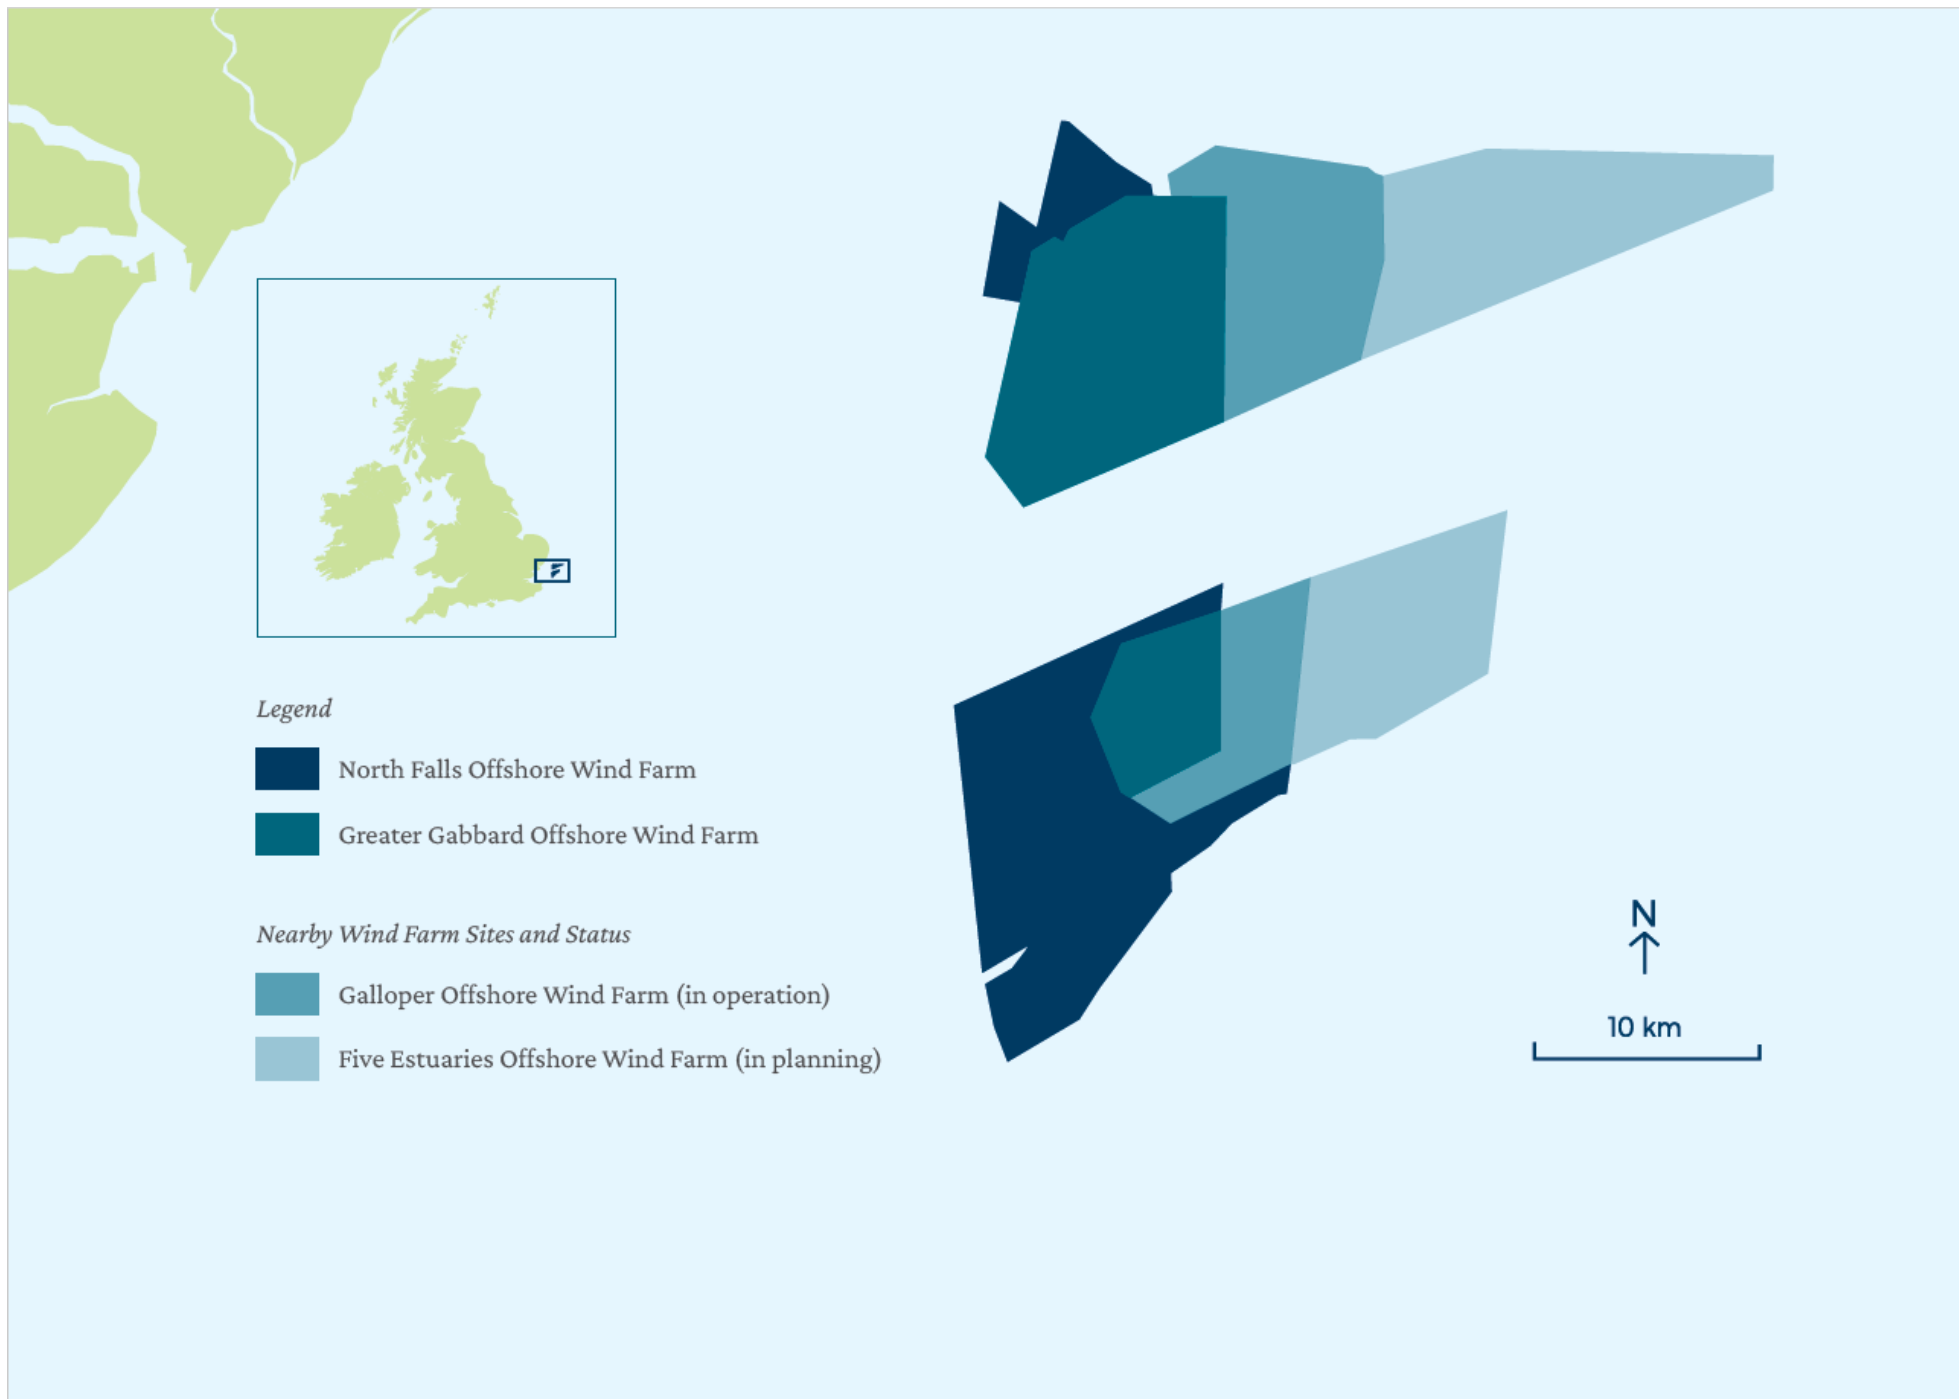 Legend
North Falls Offshore Wind Farm
Greater Gabbard Offshore Wind Farm
Nearby Wind Farm Sites and Status
Galloper Offshore Wind Farm (in operation)
Five Estuaries Offshore Wind Farm (in planning)
N
10 km